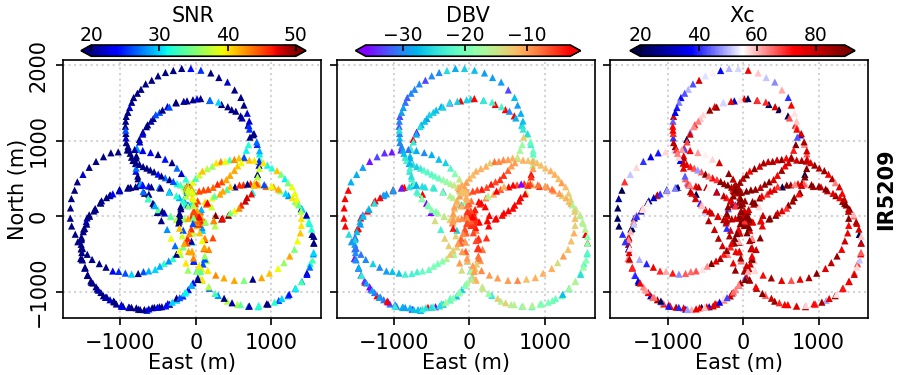 SNR DBV Xc
20 30 40 50 −30 −20 −10 20 40 60 80
2000
1000
0
−1000
North (m)
−1000 0 1000 −1000 0 1000 −1000 0 1000
East (m) East (m) East (m)
IR5209